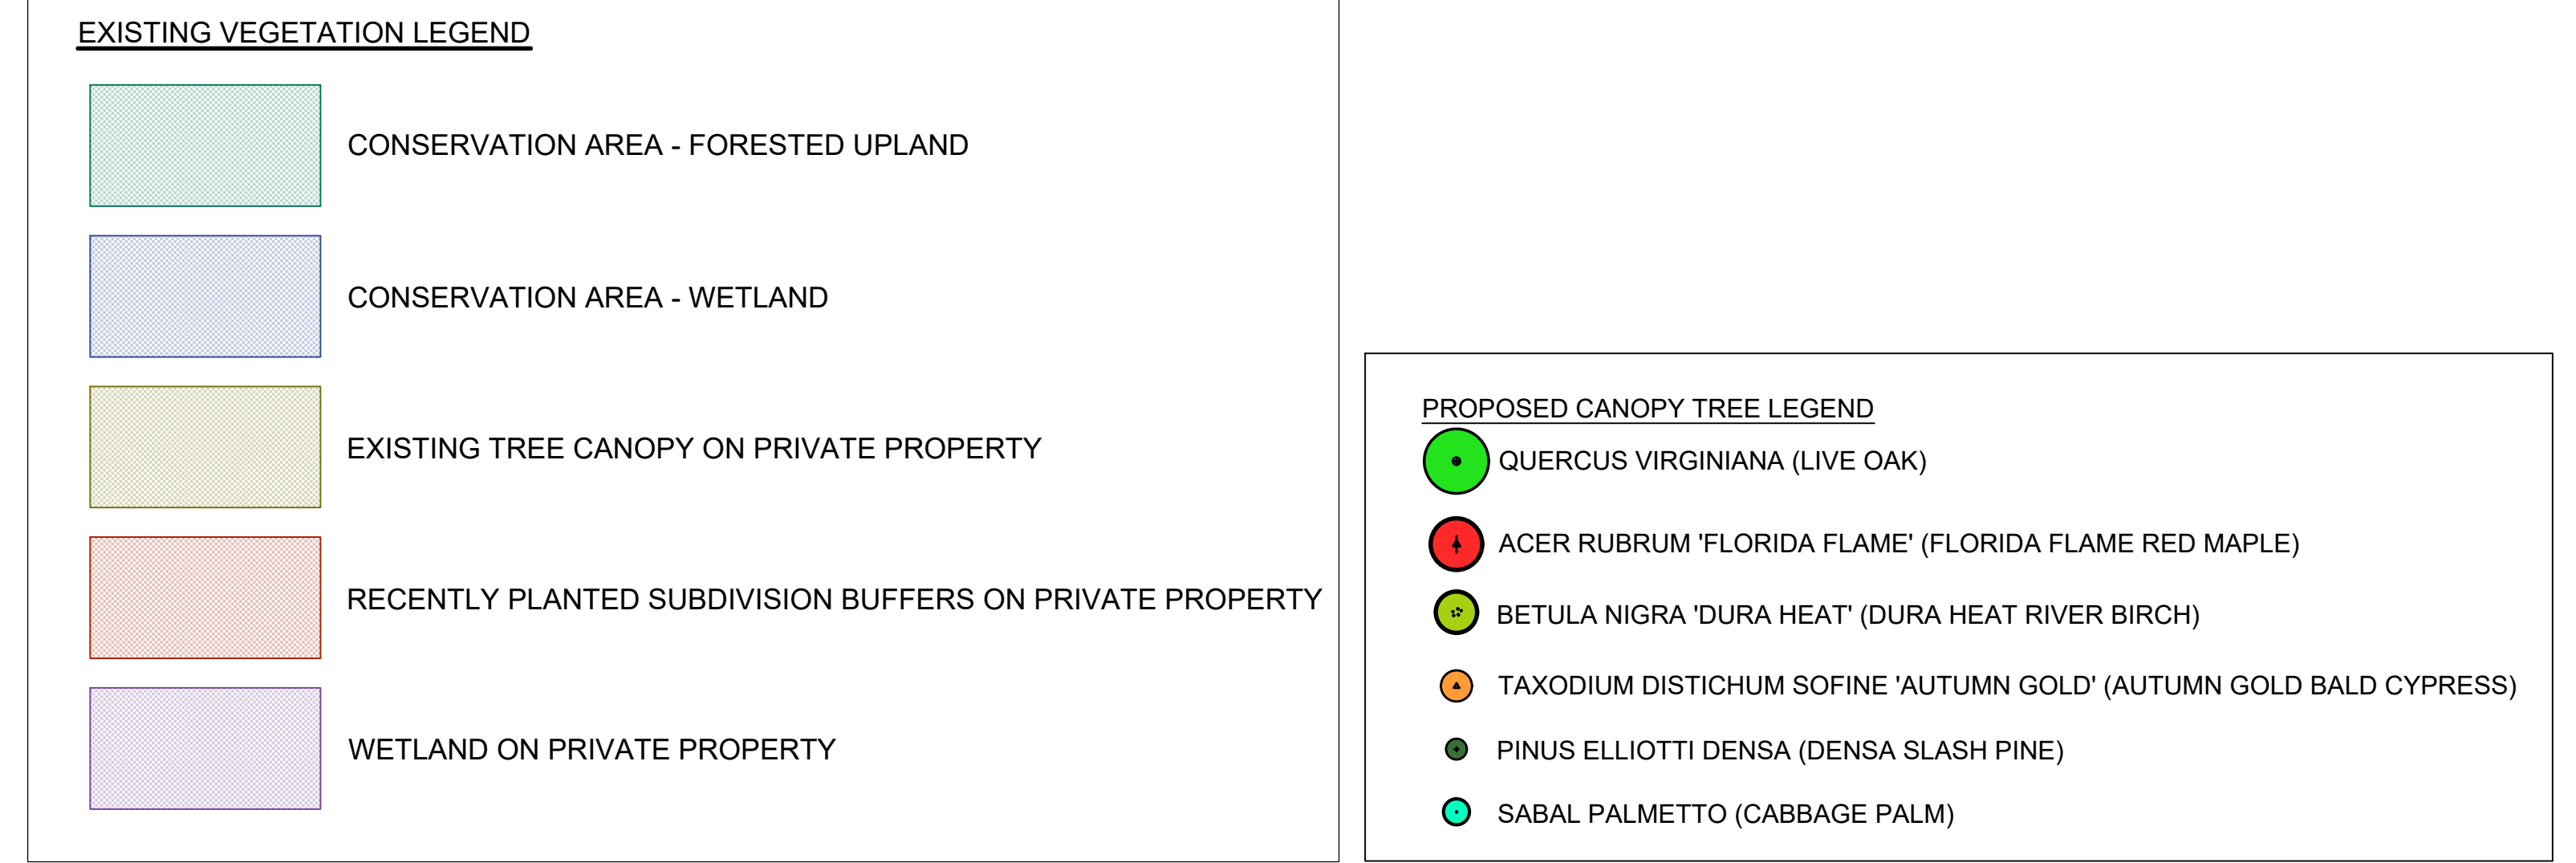 EXISTING VEGETATION LEGEND
CONSERVATION AREA - FORESTED UPLAND
CONSERVATION AREA - WETLAND
EXISTING TREE CANOPY ON PRIVATE PROPERTY
RECENTLY PLANTED SUBDIVISION BUFFERS ON PRIVATE PROPERTY
WETLAND ON PRIVATE PROPERTY
PROPOSED CANOPY TREE LEGEND
QUERCUS VIRGINIANA (LIVE OAK)
ACER RUBRUM 'FLORIDA FLAME' (FLORIDA FLAME RED MAPLE)
BETULA NIGRA 'DURA HEAT' (DURA HEAT RIVER BIRCH)
TAXODIUM DISTICHUM SOFINE 'AUTUMN GOLD' (AUTUMN GOLD BALD CYPRESS)
PINUS ELLIOTTI DENSA (DENSA SLASH PINE)
SABAL PALMETTO (CABBAGE PALM)